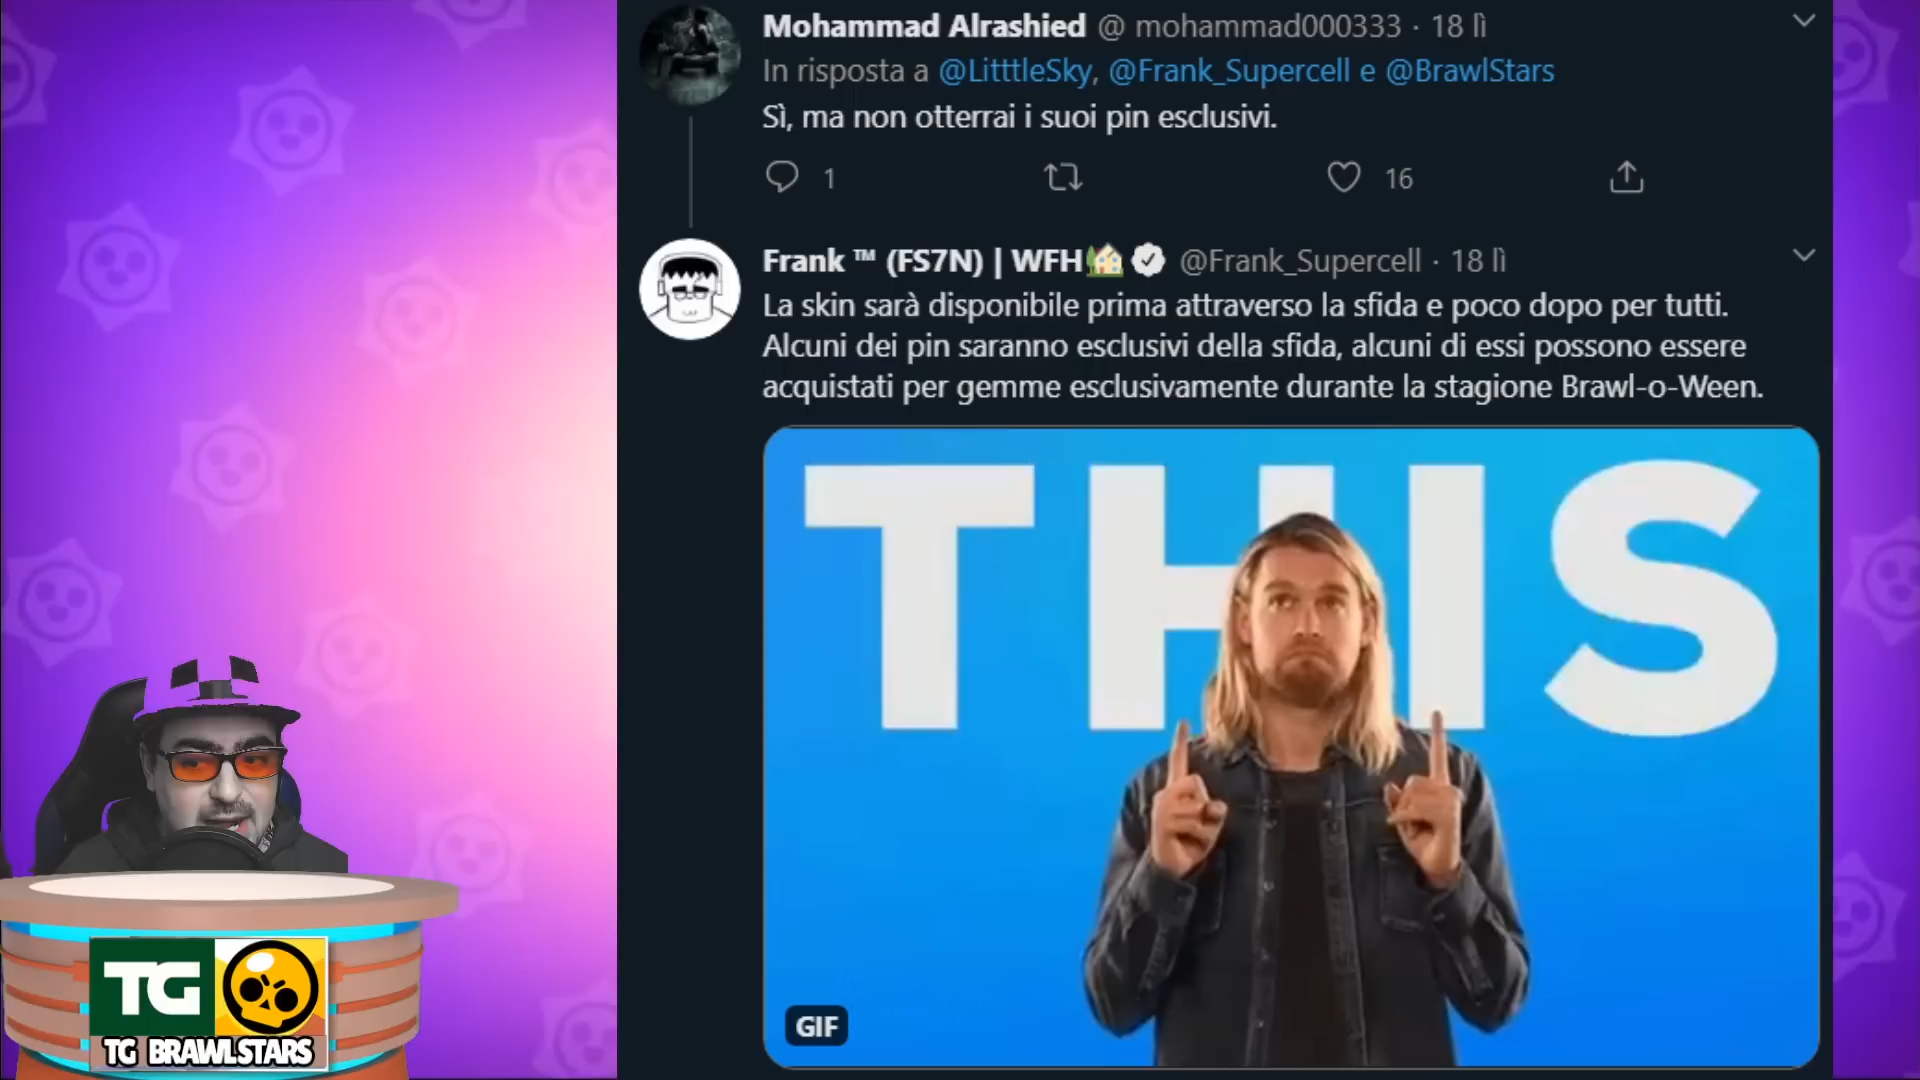 Mohammad Alrashied @ mohammad000333 · 18 lì
In risposta a @LitttleSky, @Frank_Supercell e @BrawlStars
Sì, ma non otterrai i suoi pin esclusivi.
1 16
Frank ™ (FS7N) | WFH🏡 @Frank_Supercell · 18 lì
La skin sarà disponibile prima attraverso la sfida e poco dopo per tutti.
Alcuni dei pin saranno esclusivi della sfida, alcuni di essi possono essere
acquistati per gemme esclusivamente durante la stagione Brawl-o-Ween.
THIS
GIF
TG
TG BRAWLSTARS